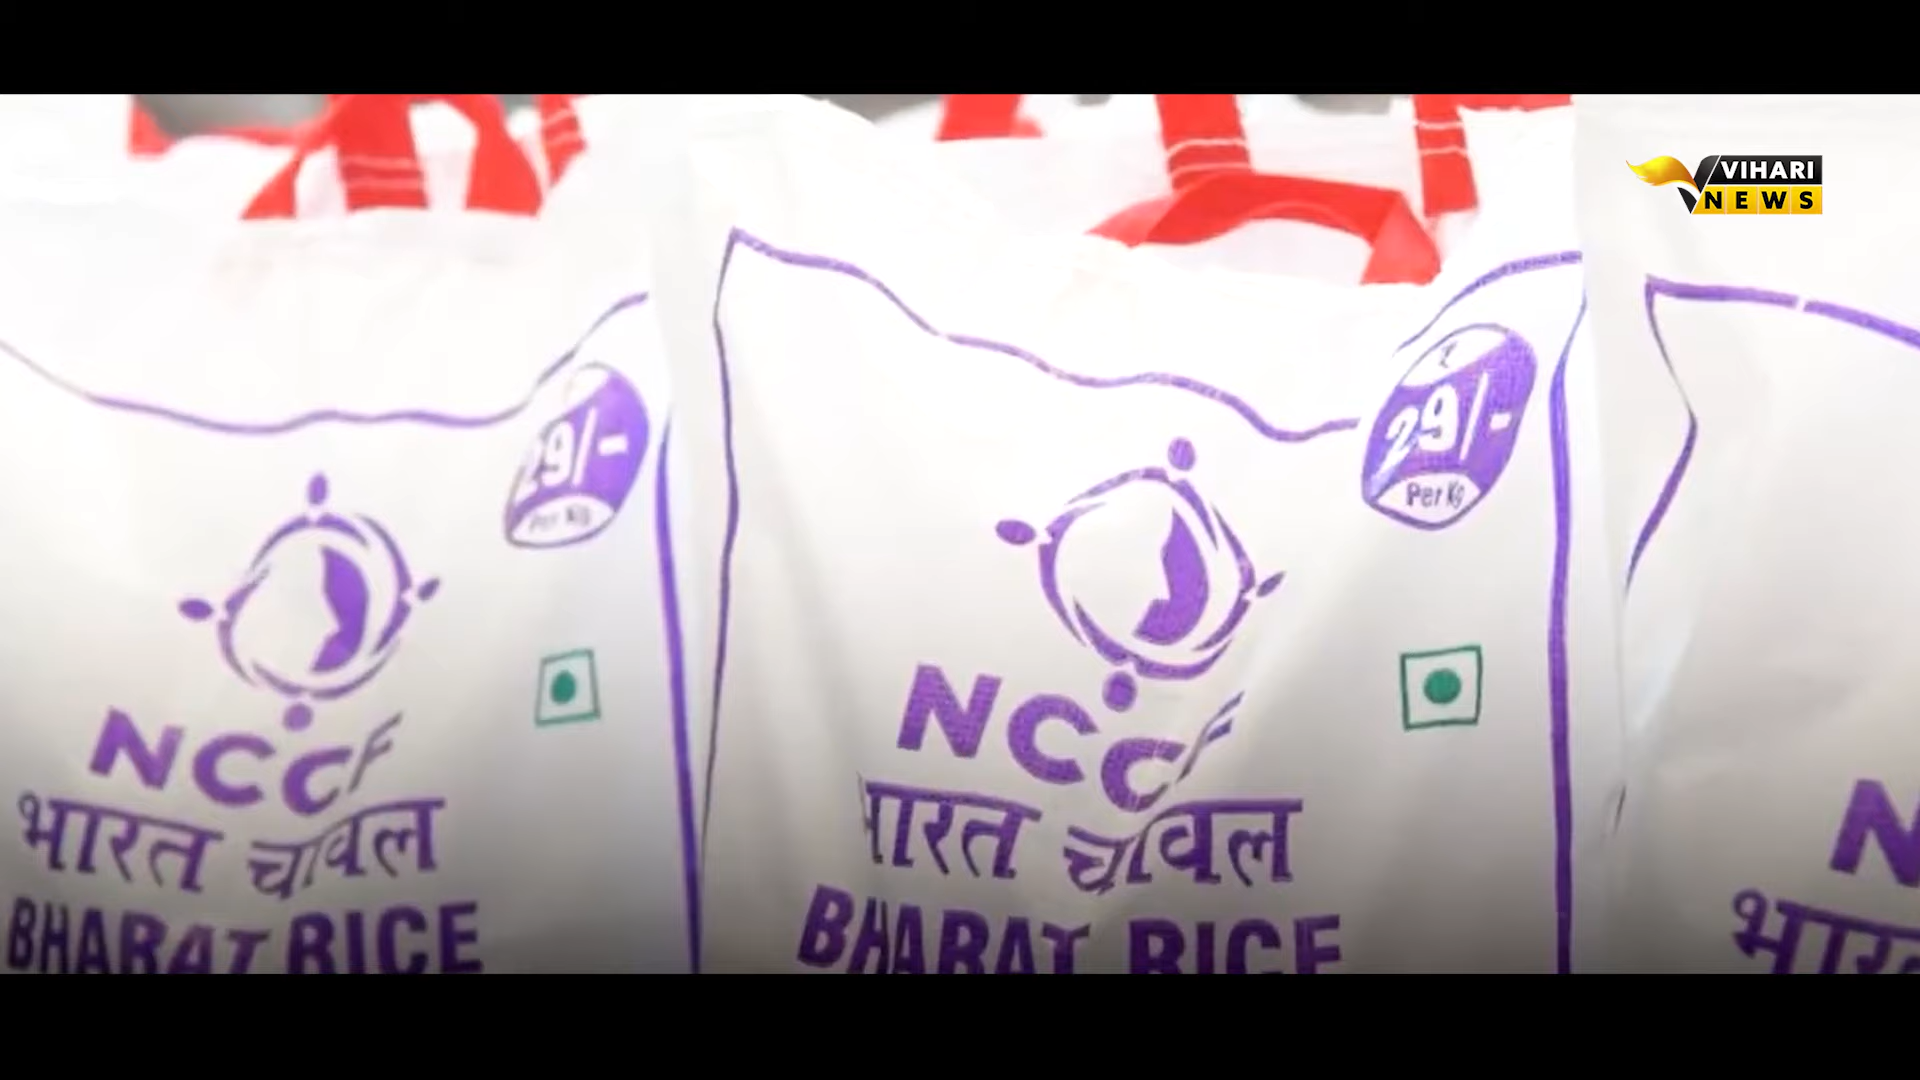 VIHARI
NEWS
29/-
Per Kg
NCCF
भारत चावल
BHARAT RICE
₹
29/-
Per Kg
NCCF
भारत चावल
BHARAT RICE